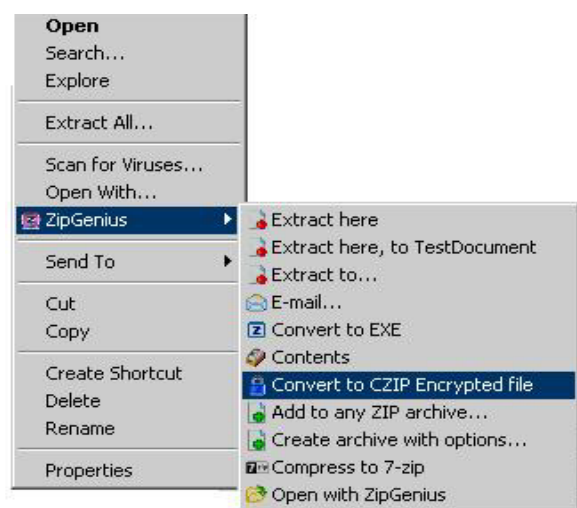 Open
Search...
Explore
Extract All...
Scan for Viruses...
Open With...
ZipGenius
Send To
Cut
Copy
Create Shortcut
Delete
Rename
Properties
Extract here
Extract here, to TestDocument
Extract to...
E-mail...
Convert to EXE
Contents
Convert to CZIP Encrypted file
Add to any ZIP archive...
Create archive with options...
Compress to 7-zip
Open with ZipGenius